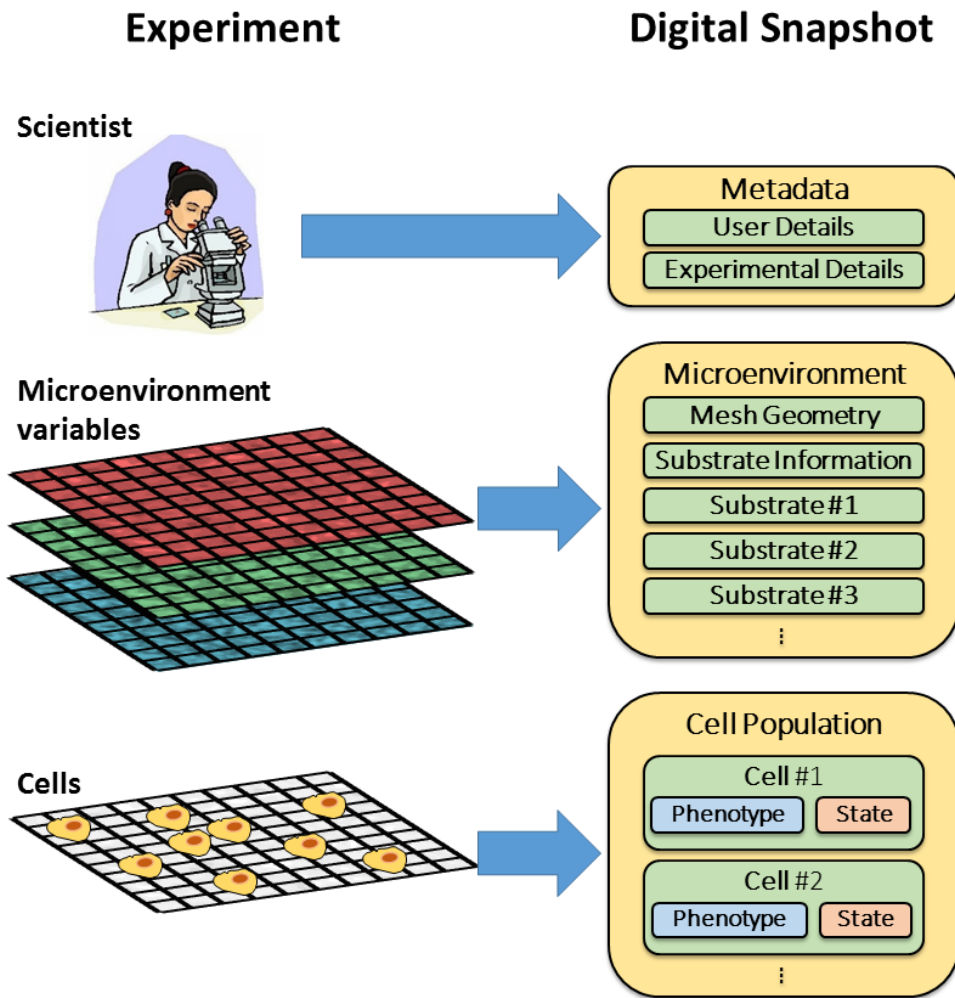 Experiment
Digital Snapshot
Scientist
Metadata
User Details
Experimental Details
Microenvironment
variables
Microenvironment
Mesh Geometry
Substrate Information
Substrate #1
Substrate #2
Substrate #3
⋮
Cells
Cell Population
Cell #1
Phenotype
State
Cell #2
Phenotype
State
⋮